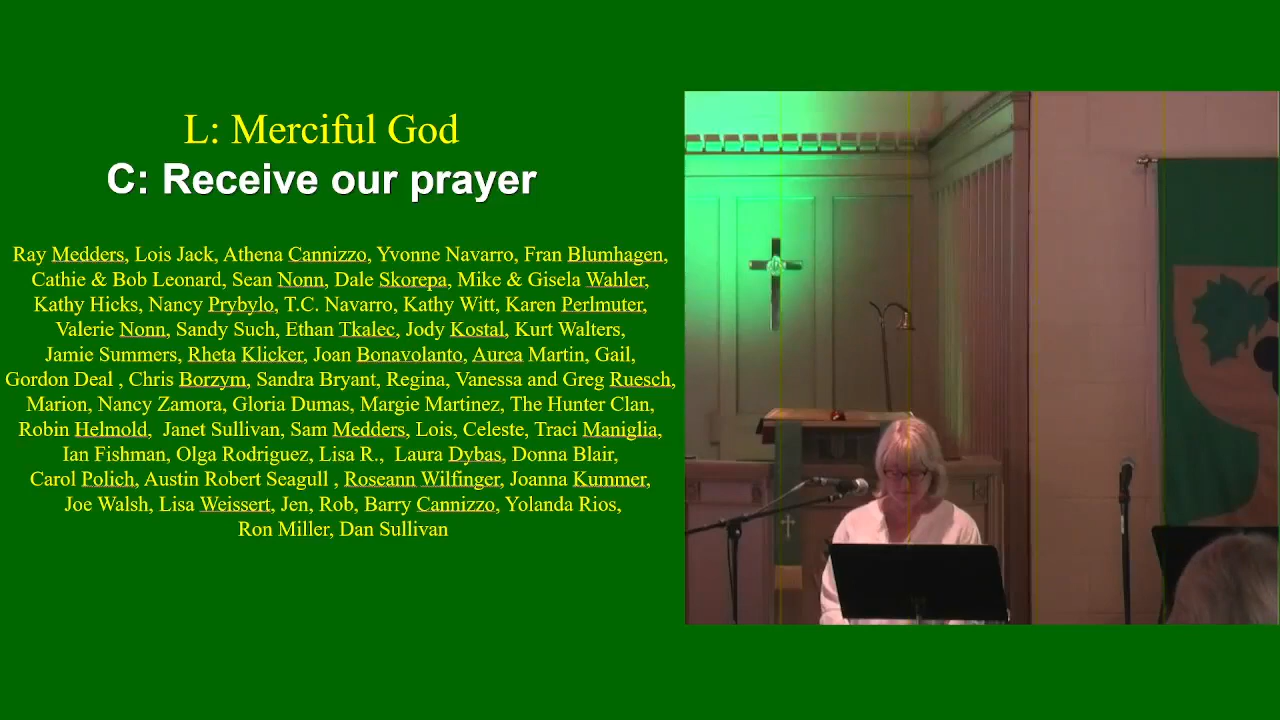 L: Merciful God
C: Receive our prayer
Ray Medders, Lois Jack, Athena Cannizzo, Yvonne Navarro, Fran Blumhagen,
Cathie & Bob Leonard, Sean Nonn, Dale Skorepa, Mike & Gisela Wahler,
Kathy Hicks, Nancy Prybylo, T.C. Navarro, Kathy Witt, Karen Perlmuter,
Valerie Nonn, Sandy Such, Ethan Tkalec, Jody Kostal, Kurt Walters,
Jamie Summers, Rheta Klicker, Joan Bonavolanto, Aurea Martin, Gail,
Gordon Deal , Chris Borzym, Sandra Bryant, Regina, Vanessa and Greg Ruesch,
Marion, Nancy Zamora, Gloria Dumas, Margie Martinez, The Hunter Clan,
Robin Helmold,  Janet Sullivan, Sam Medders, Lois, Celeste, Traci Maniglia,
Ian Fishman, Olga Rodriguez, Lisa R.,  Laura Dybas, Donna Blair,
Carol Polich, Austin Robert Seagull , Roseann Wilfinger, Joanna Kummer,
Joe Walsh, Lisa Weissert, Jen, Rob, Barry Cannizzo, Yolanda Rios,
Ron Miller, Dan Sullivan